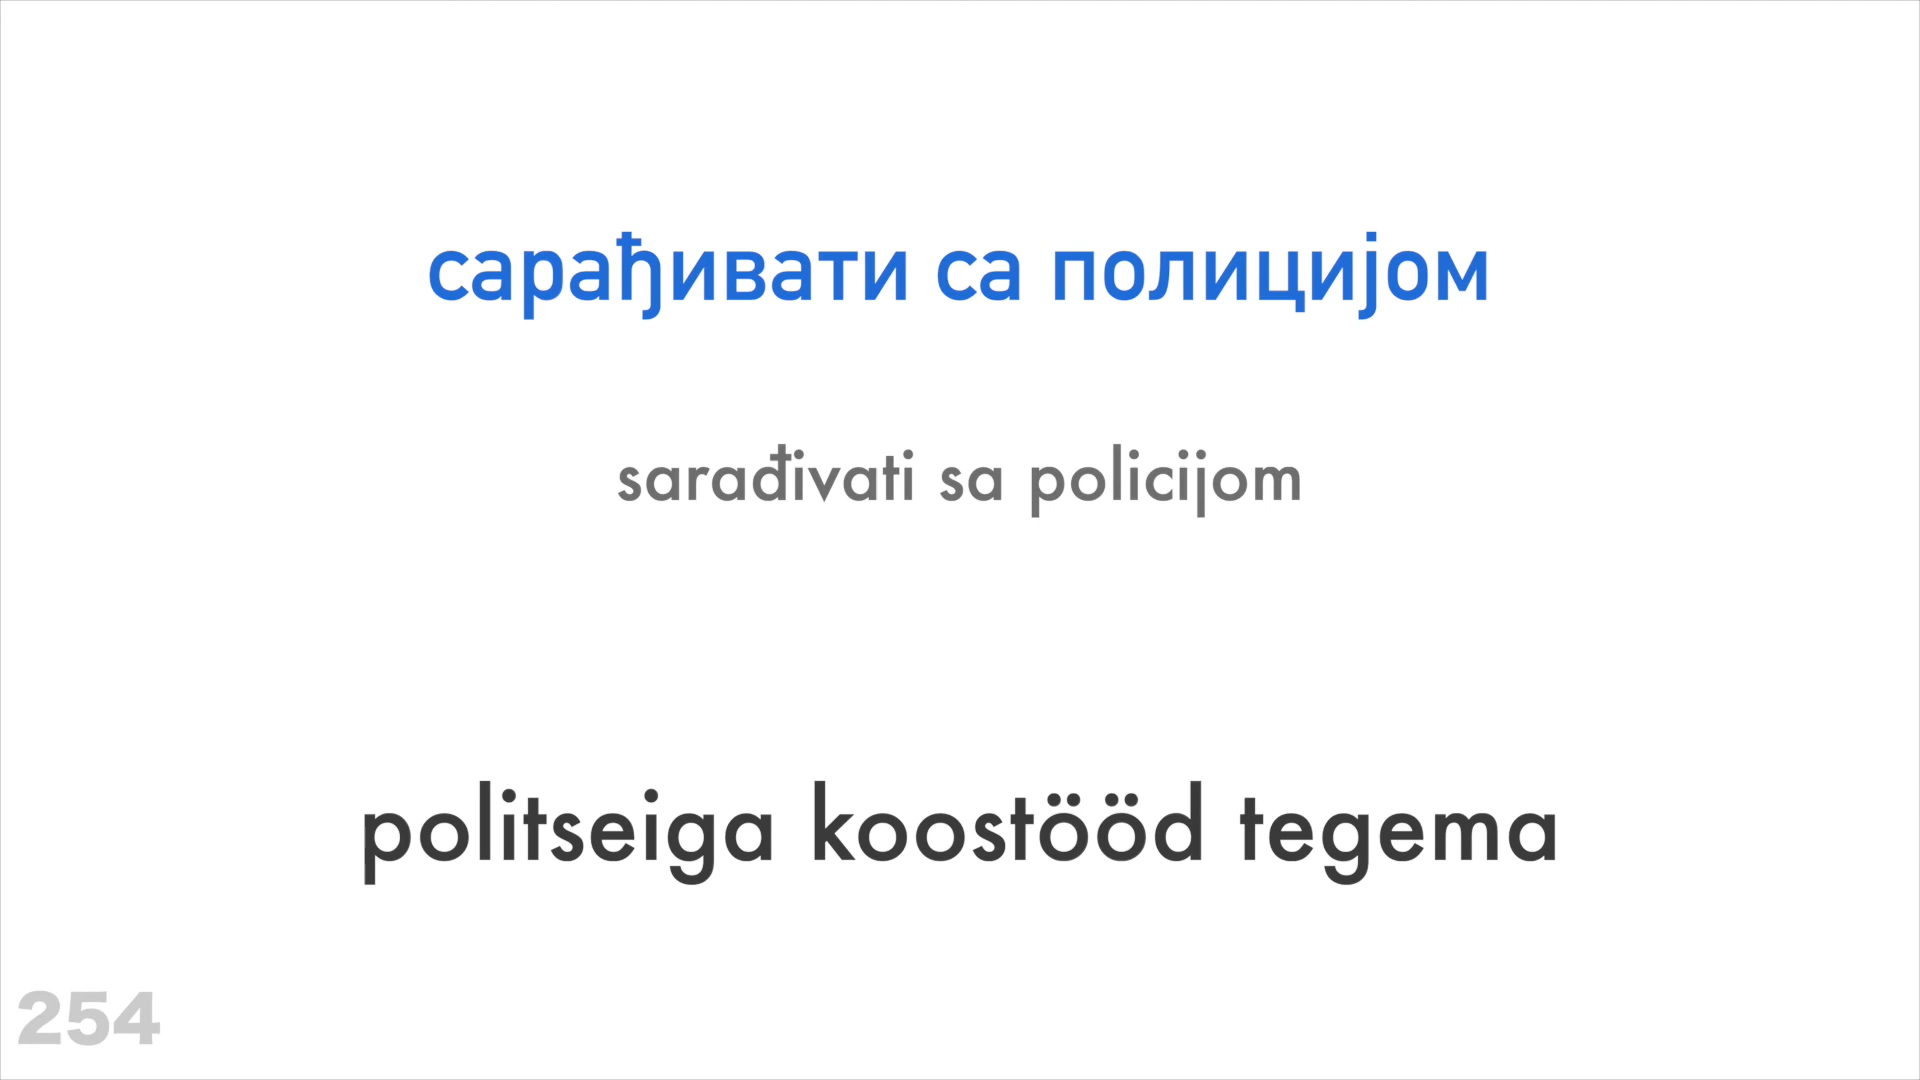 сарађивати са полицијом
sarađivati sa policijom
politseiga koostööd tegema
254